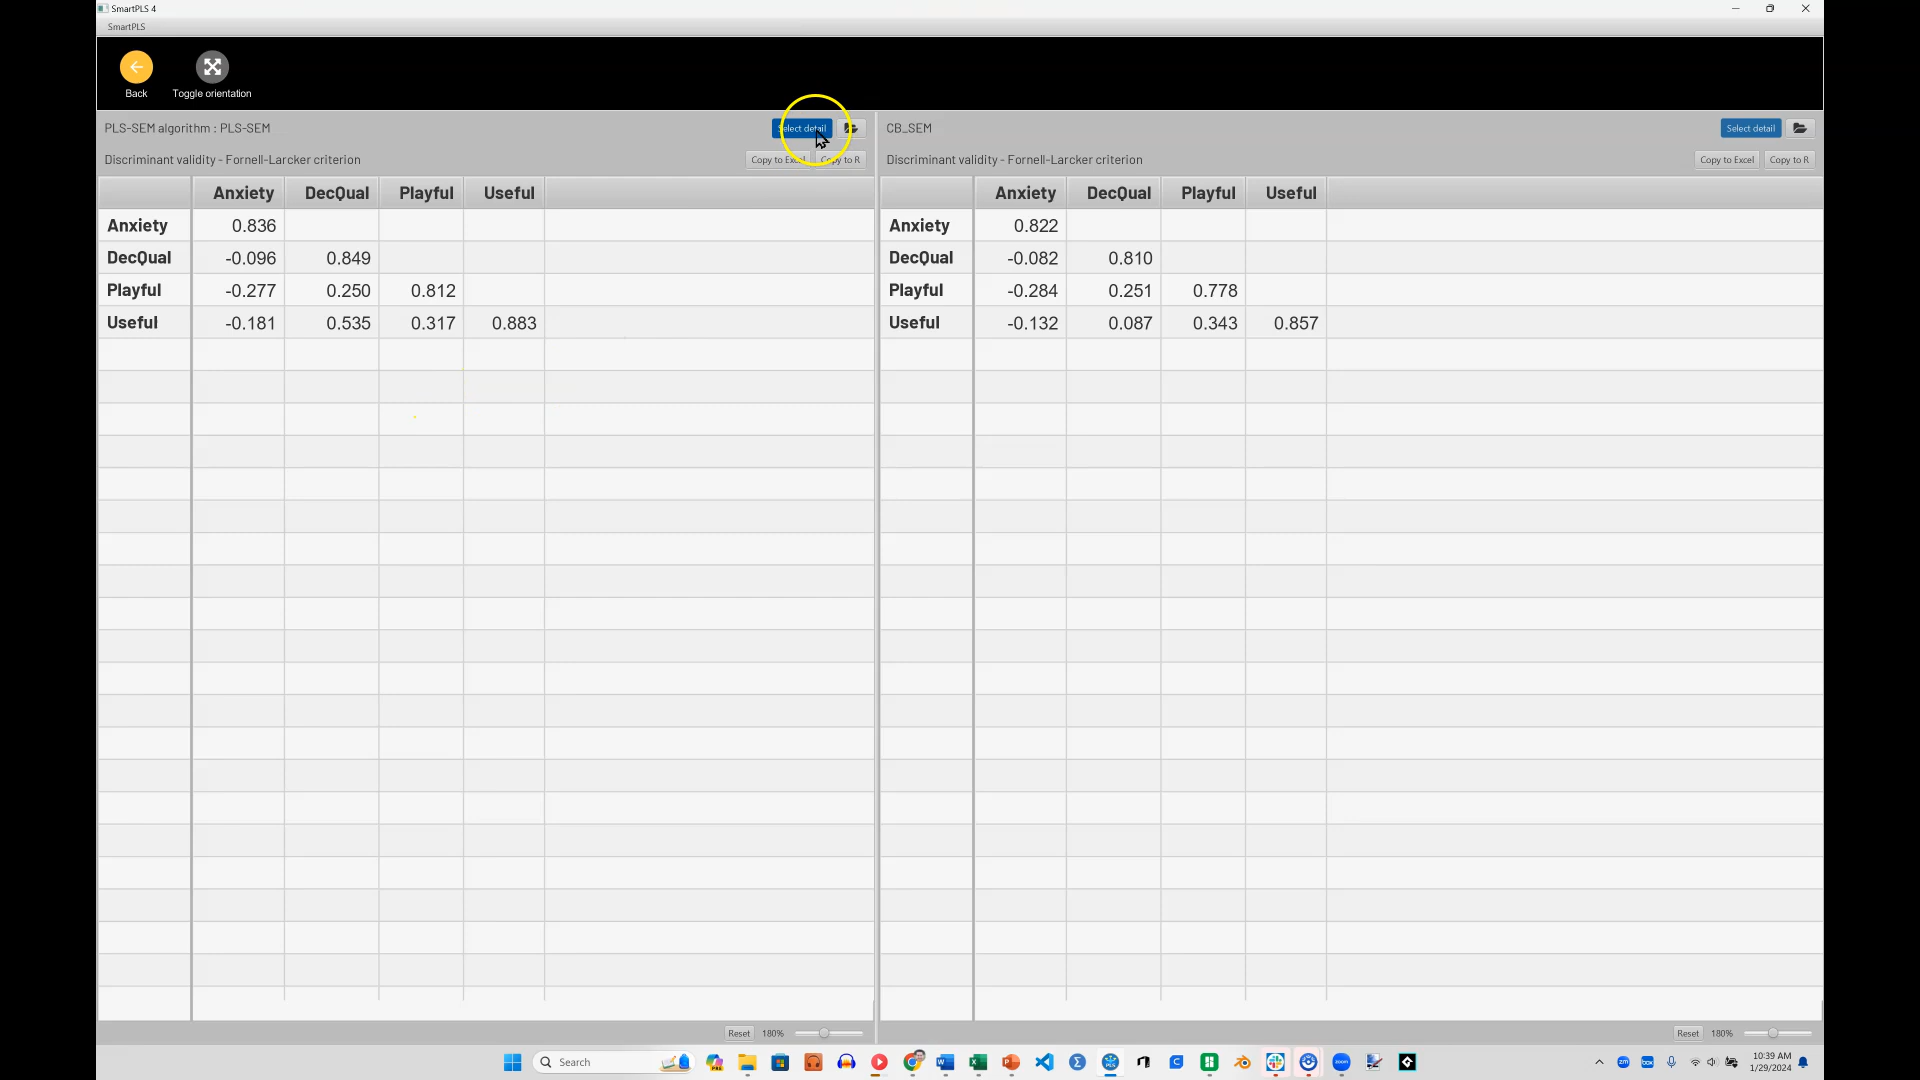 SmartPLS 4
SmartPLS
Back
Toggle orientation
PLS-SEM algorithm : PLS-SEM
Select detail
Discriminant validity - Fornell-Larcker criterion
Copy to Excel Copy to R
Anxiety DecQual Playful Useful
Anxiety 0.836
DecQual -0.096 0.849
Playful -0.277 0.250 0.812
Useful -0.181 0.535 0.317 0.883
Reset 180%
CB_SEM
Select detail
Discriminant validity - Fornell-Larcker criterion
Copy to Excel Copy to R
Anxiety DecQual Playful Useful
Anxiety 0.822
DecQual -0.082 0.810
Playful -0.284 0.251 0.778
Useful -0.132 0.087 0.343 0.857
Reset 180%
Search
10:39 AM
1/29/2024